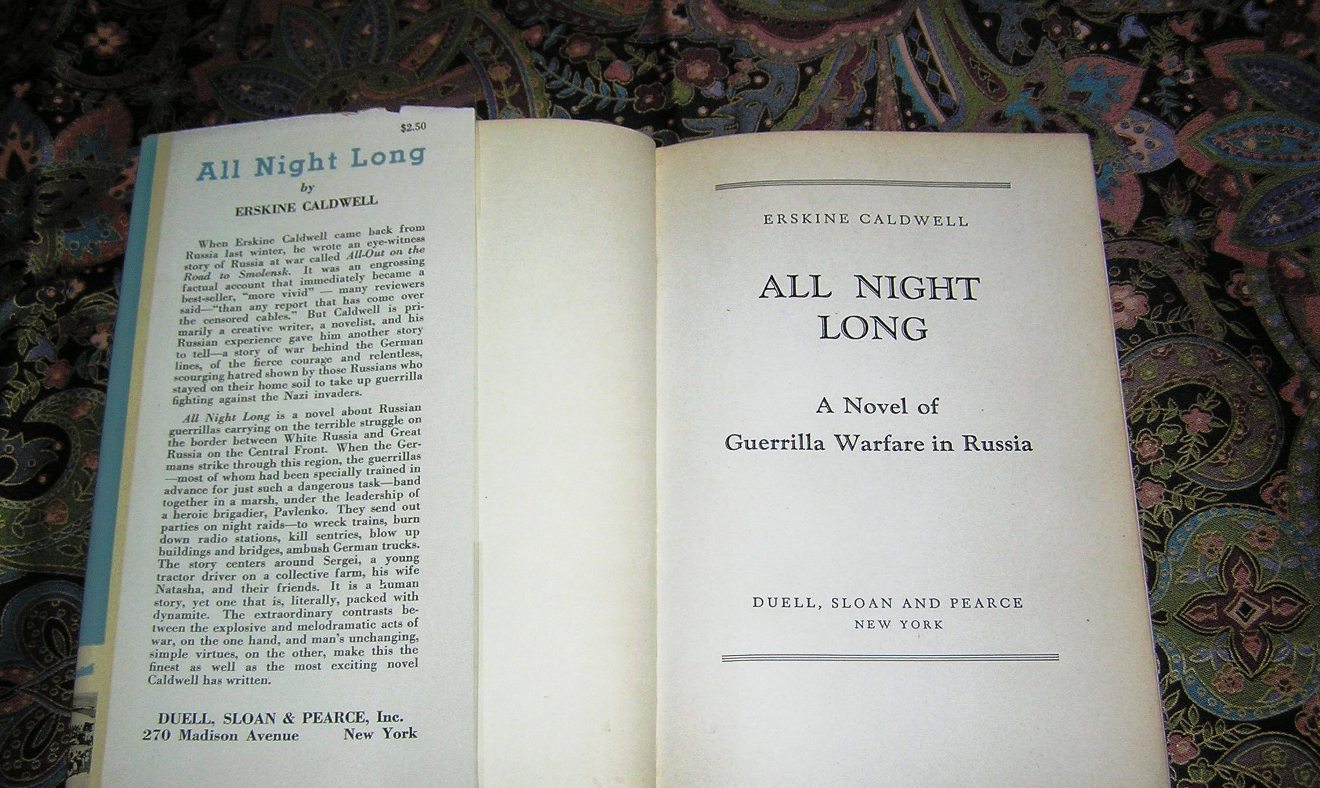 $2.50
All Night Long
by
ERSKINE CALDWELL
When Erskine Caldwell came back from
Russia last winter, he wrote an eye-witness
story of Russia at war called All-Out on the
Road to Smolensk. It was an engrossing
factual account that immediately became a
best-seller, “more vivid” — many reviewers
said—“than any report that has come over
the censored cables.” But Caldwell is pri-
marily a creative writer, a novelist, and his
Russian experience gave him another story
to tell—a story of war behind the German
lines, of the fierce courage and relentless,
scourging hatred shown by those Russians who
stayed on their home soil to take up guerrilla
fighting against the Nazi invaders.
All Night Long is a novel about Russian
guerrillas carrying on the terrible struggle on
the border between White Russia and Great
Russia on the Central Front. When the Ger-
mans strike through this region, the guerrillas
—most of whom had been specially trained in
advance for just such a dangerous task—band
together in a marsh, under the leadership of
a heroic brigadier, Pavlenko. They send out
parties on night raids—to wreck trains, burn
down radio stations, kill sentries, blow up
buildings and bridges, ambush German trucks.
The story centers around Sergei, a young
tractor driver on a collective farm, his wife
Natasha, and their friends. It is a human
story, yet one that is, literally, packed with
dynamite. The extraordinary contrasts be-
tween the explosive and melodramatic acts of
war, on the one hand, and man's unchanging,
simple virtues, on the other, make this the
finest as well as the most exciting novel
Caldwell has written.
DUELL, SLOAN & PEARCE, Inc.
270 Madison Avenue New York
ERSKINE CALDWELL
ALL NIGHT
LONG
A Novel of
Guerrilla Warfare in Russia
DUELL, SLOAN AND PEARCE
NEW YORK